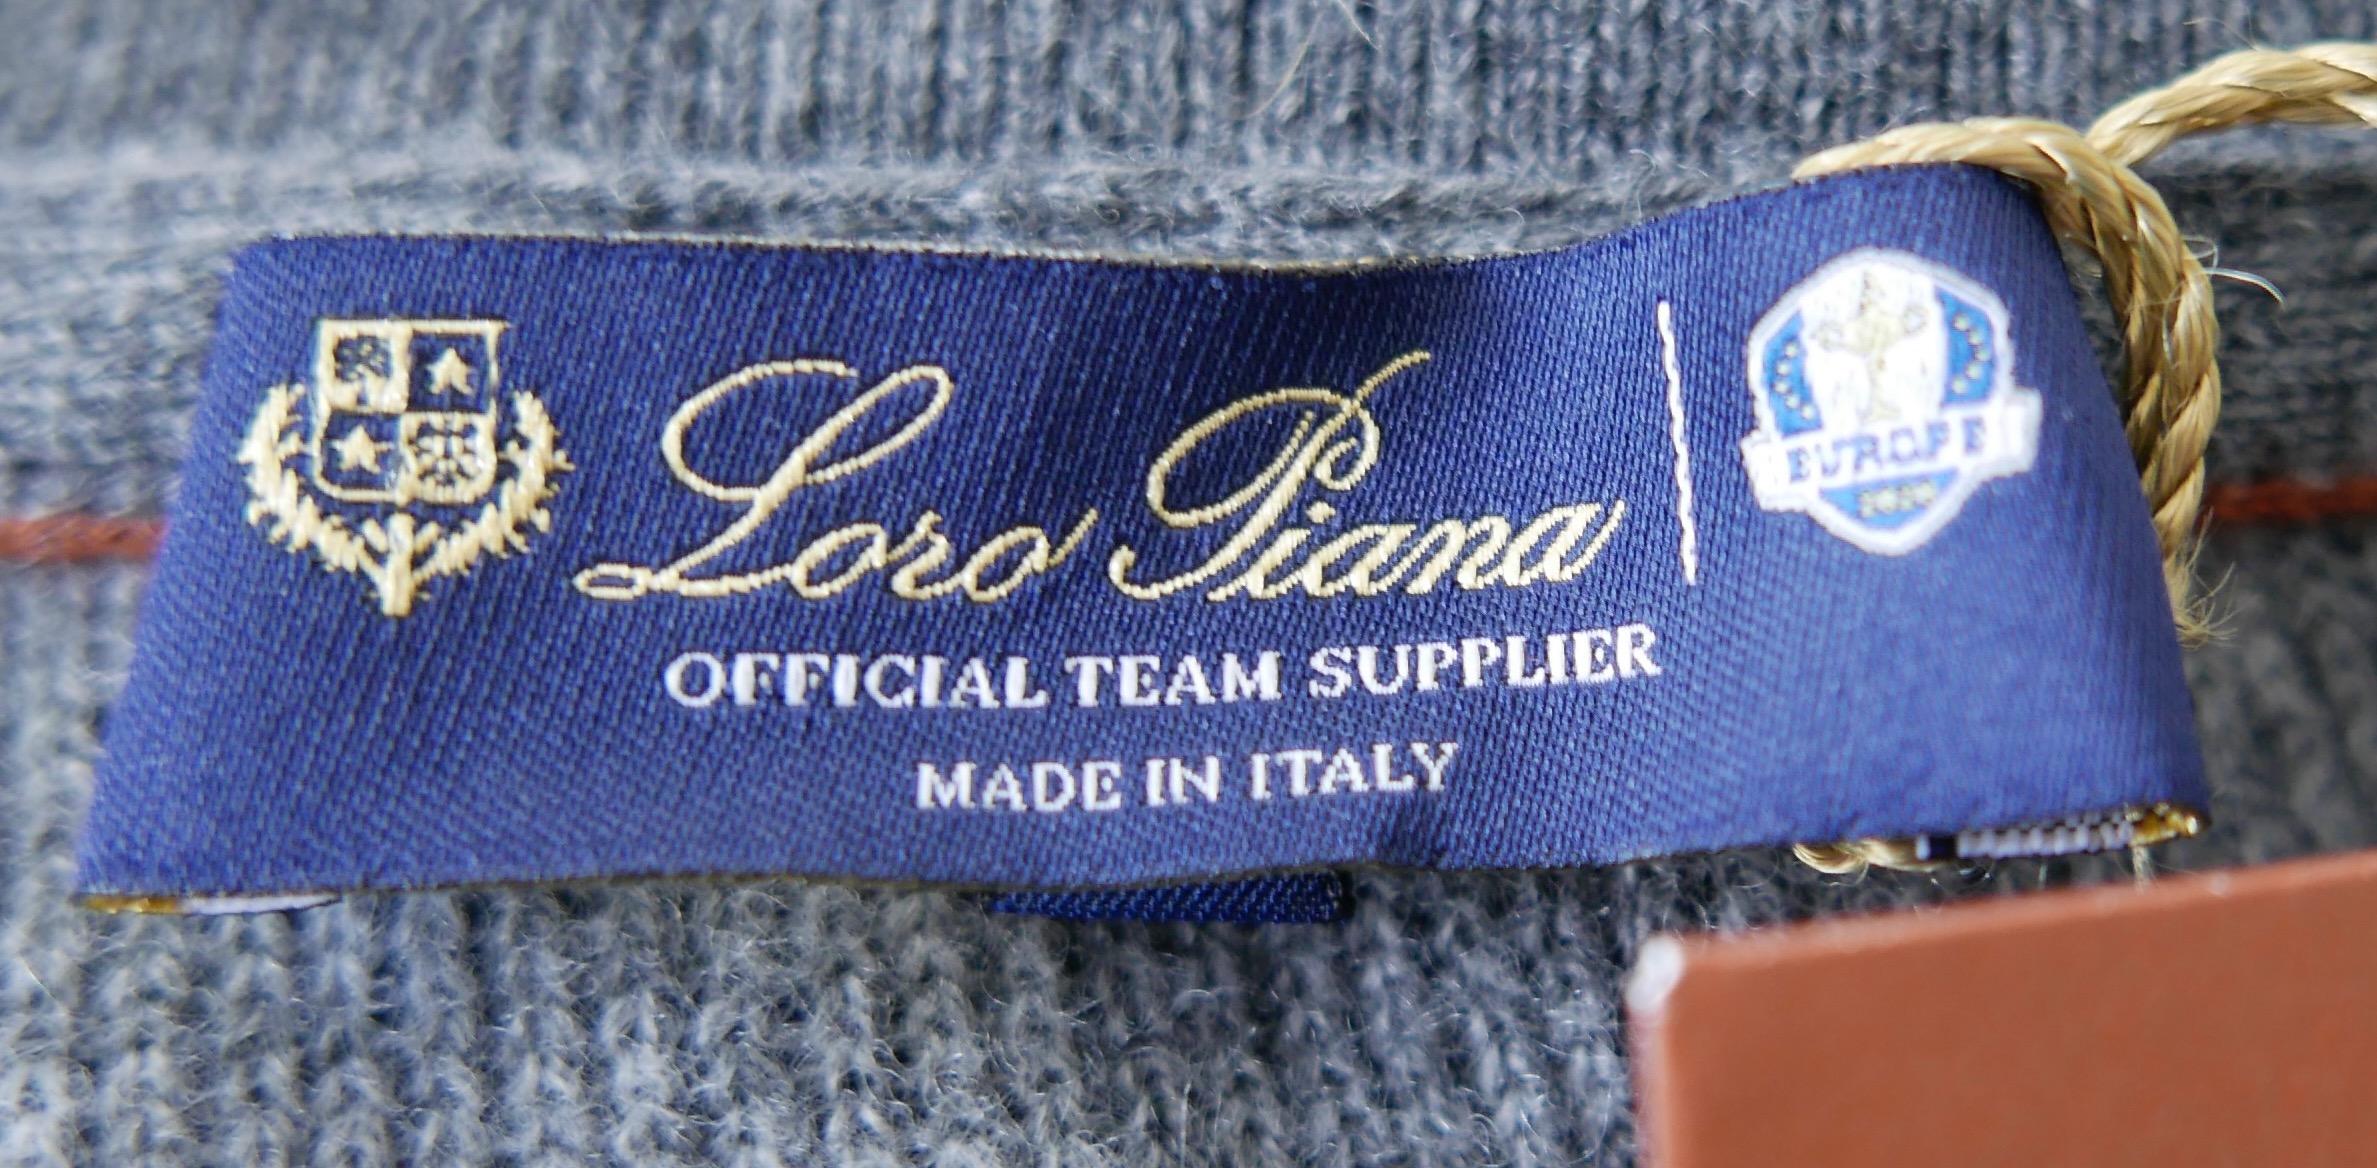 Loro Piana
OFFICIAL TEAM SUPPLIER
MADE IN ITALY
EUROPE